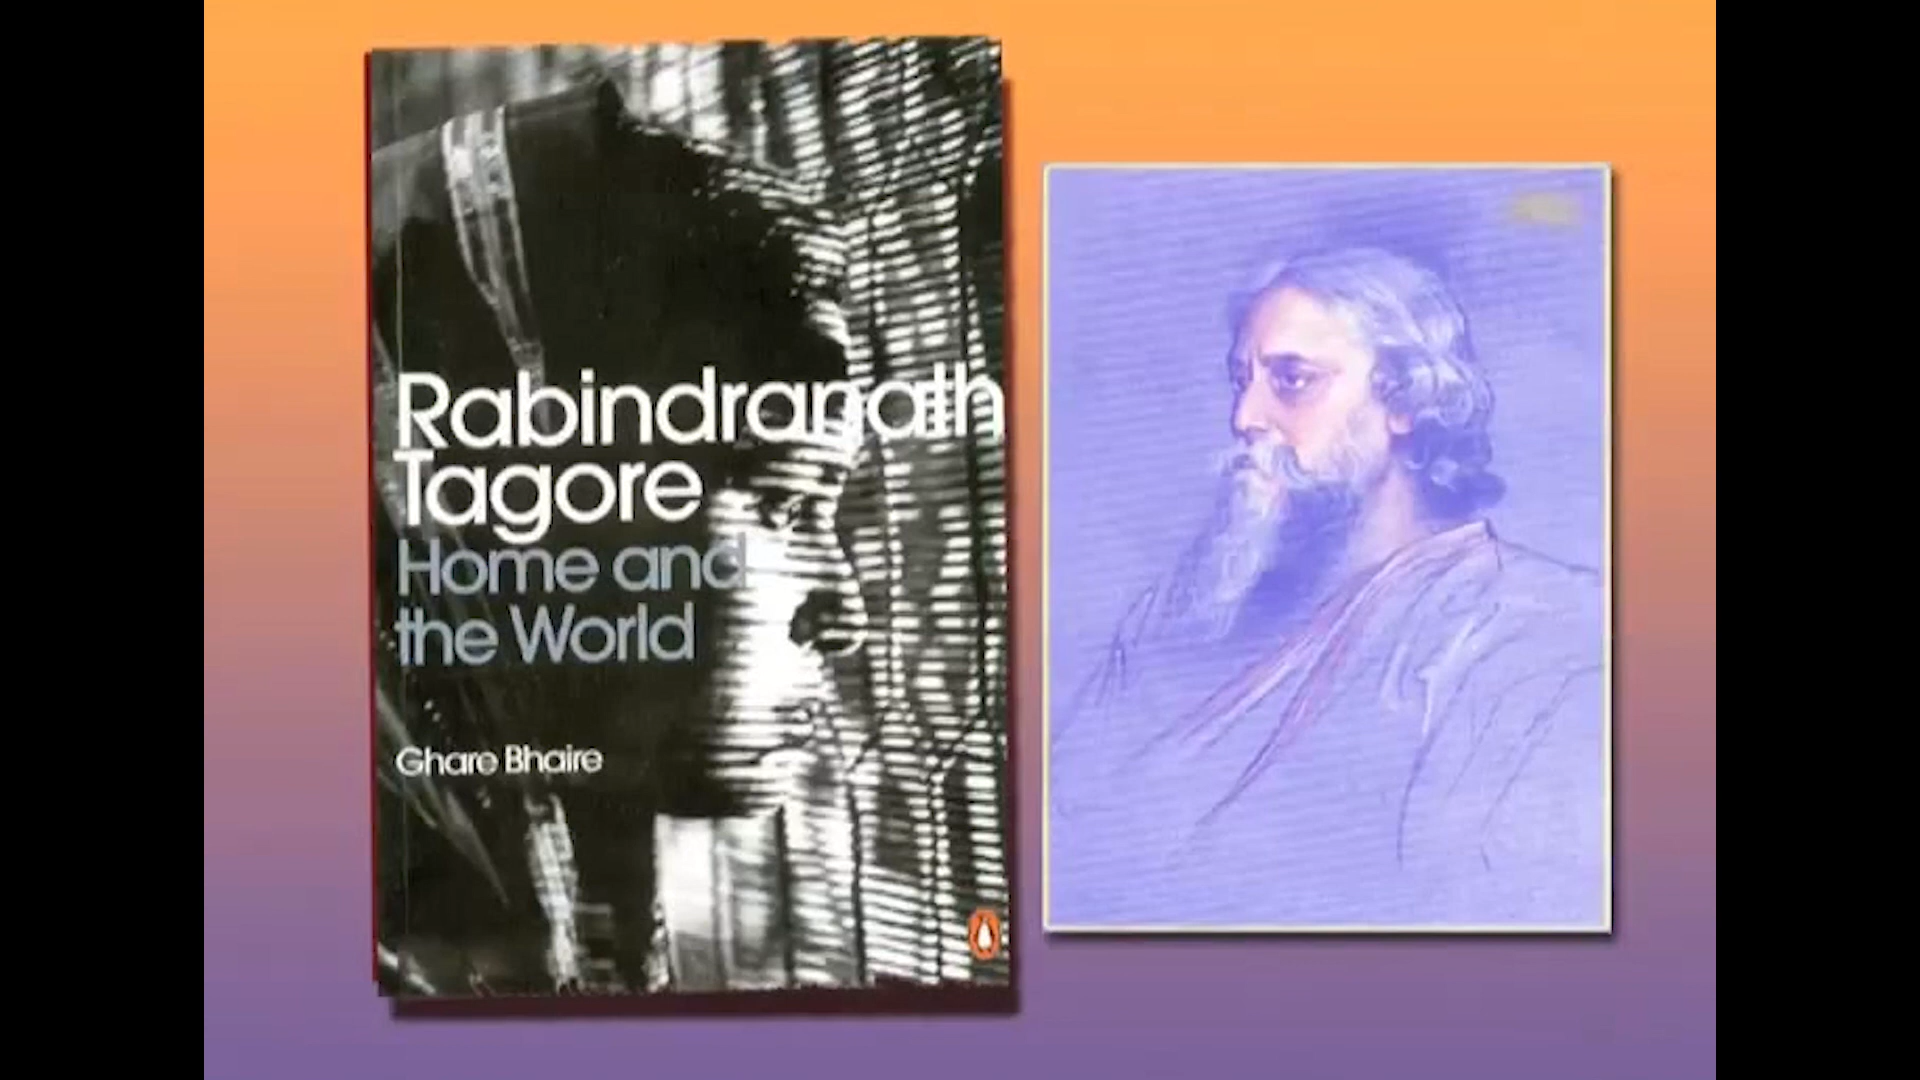 Rabindranath
Tagore
Home and
the World
Ghare Bhaire